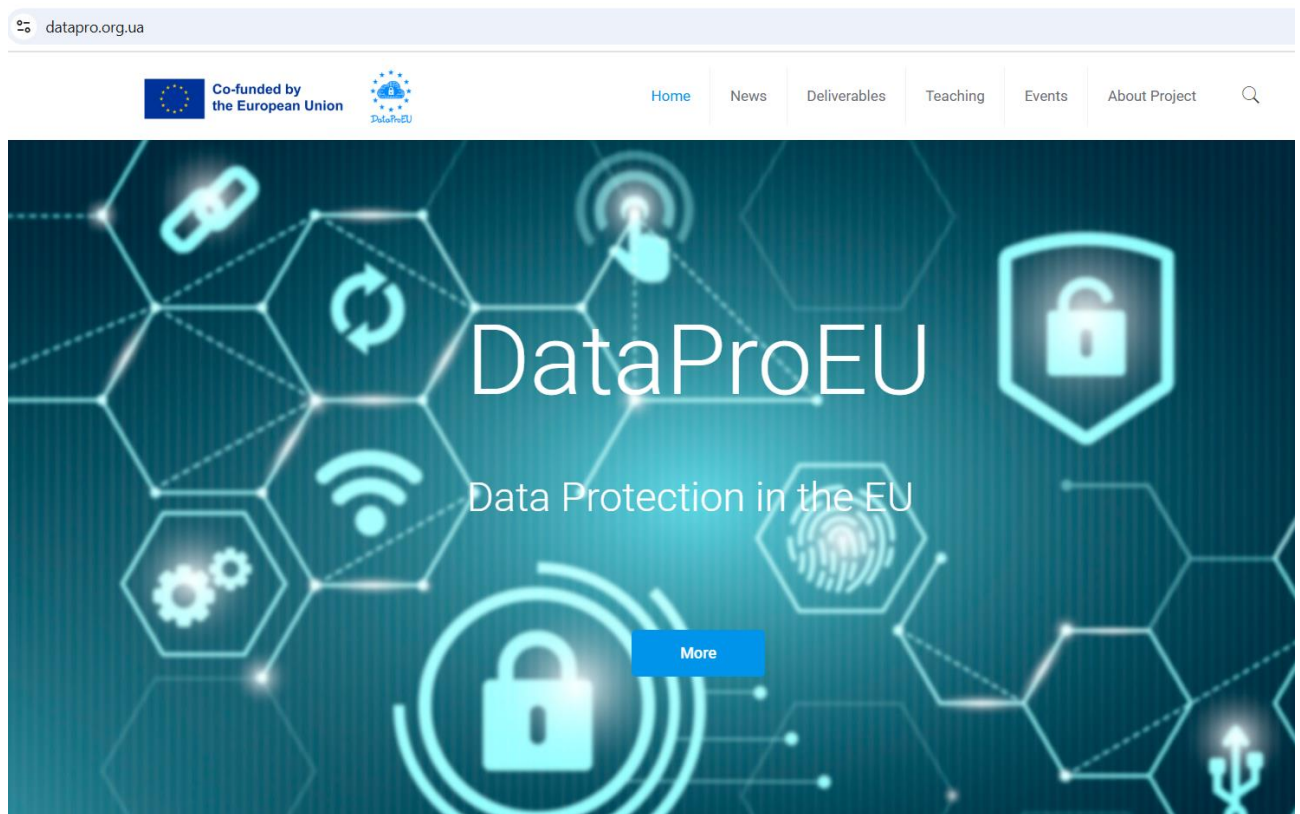 datapro.org.ua
Co-funded by
the European Union
DataProEU
Home News Deliverables Teaching Events About Project
DataProEU
Data Protection in the EU
More